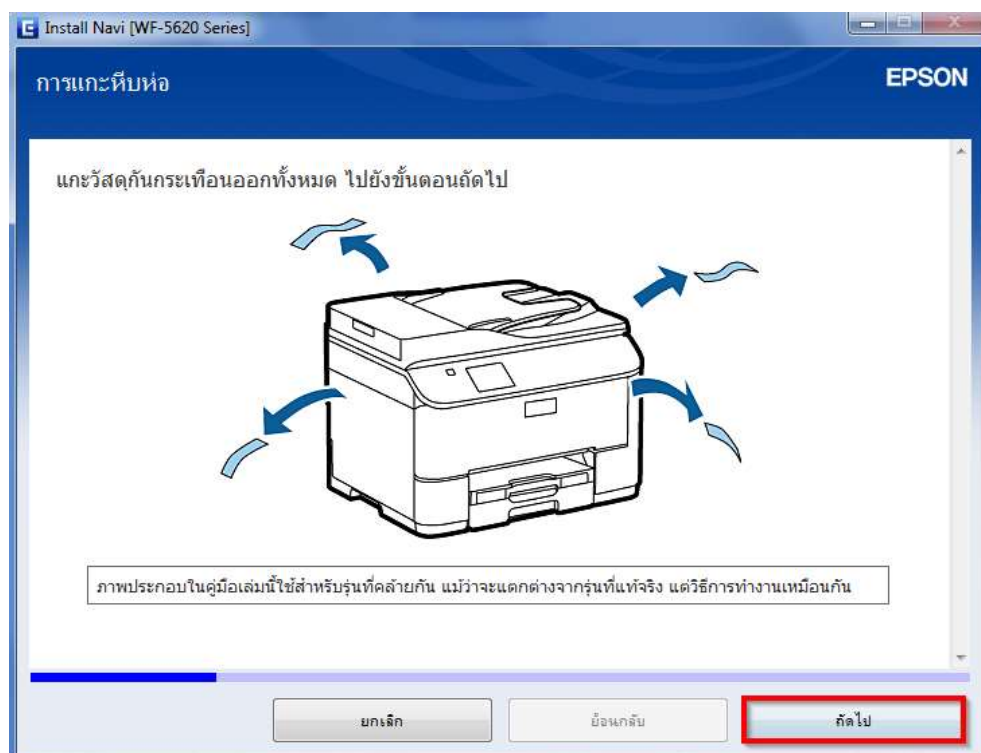 Install Navi [WF-5620 Series]
การแกะหีบห่อ
EPSON
แกะวัสดุกันกระเทือนออกทั้งหมด ไปยังขั้นตอนถัดไป
ภาพประกอบในคู่มือเล่มนี้ใช้สำหรับรุ่นที่คล้ายกัน แม้ว่าจะแตกต่างจากรุ่นที่แท้จริง แต่วิธีการทำงานเหมือนกัน
ยกเลิก
ย้อนกลับ
ถัดไป